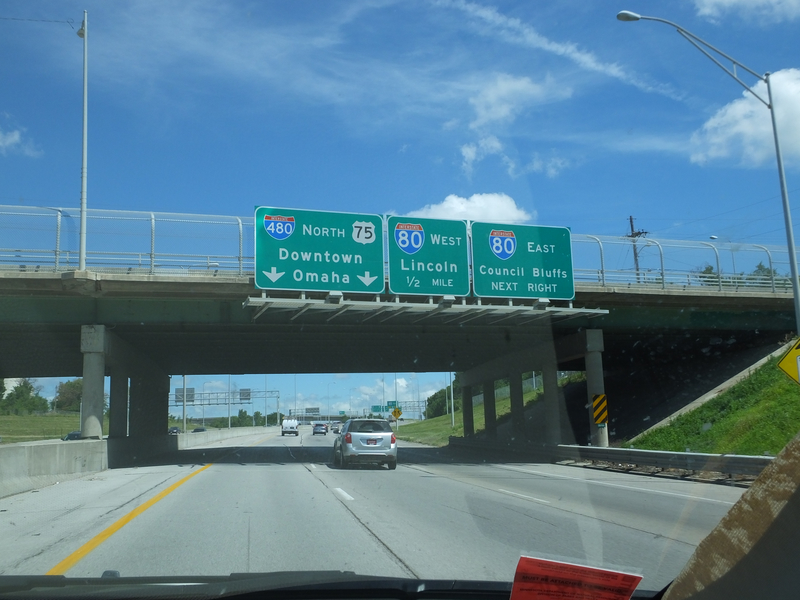 INTERSTATE
480
NORTH
75
Downtown
Omaha
INTERSTATE
80
WEST
Lincoln
1/2 MILE
INTERSTATE
80
EAST
Council Bluffs
NEXT RIGHT